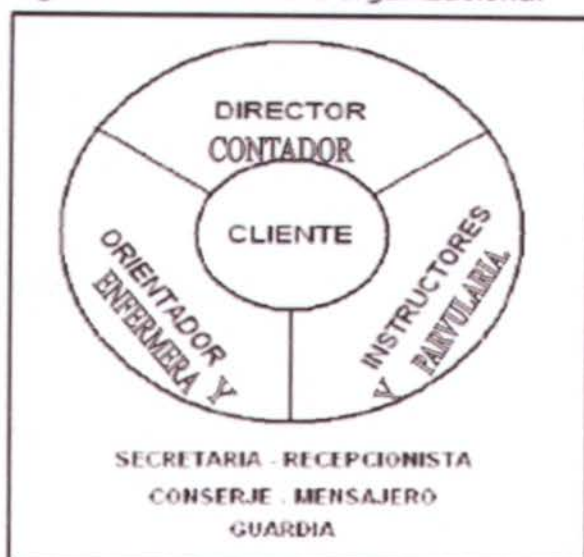 DIRECTOR
CONTADOR
CLIENTE
ORIENTADOR
ENFERMERA Y
INSTRUCTORES
Y PARVULARIA.
SECRETARIA - RECEPCIONISTA
CONSERJE - MENSAJERO
GUARDIA